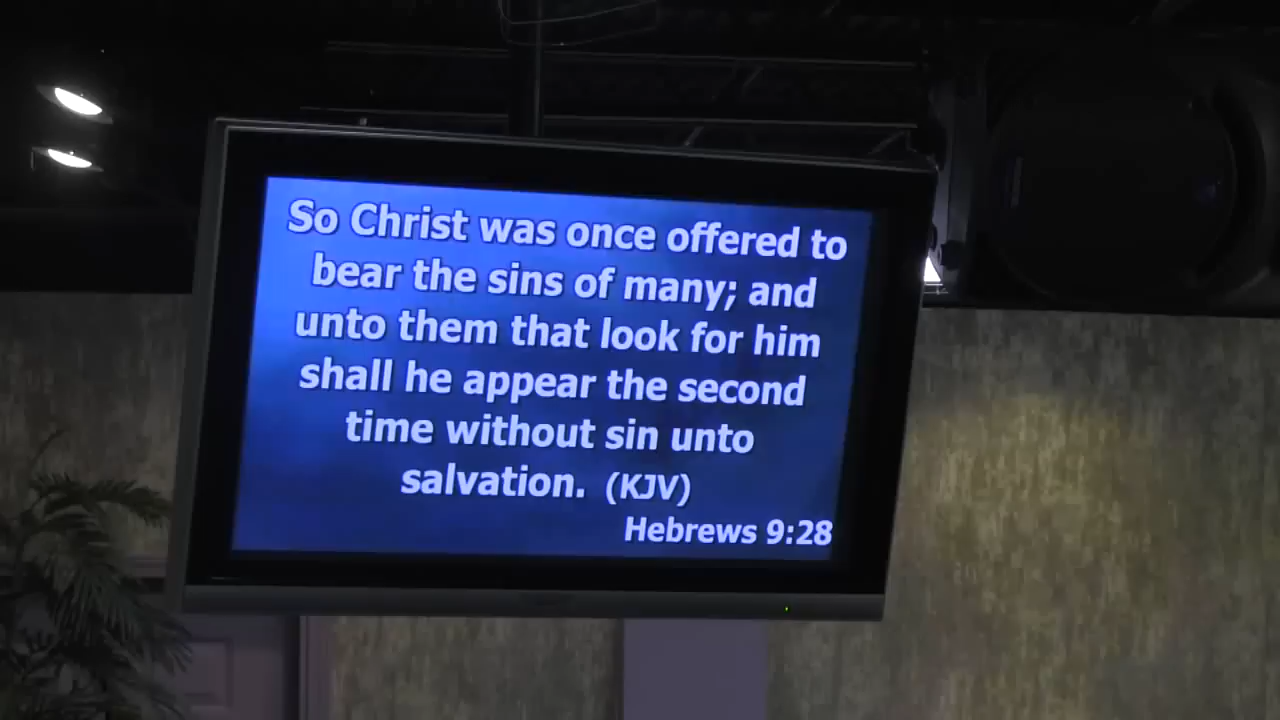 So Christ was once offered to
bear the sins of many; and
unto them that look for him
shall he appear the second
time without sin unto
salvation. (KJV)
Hebrews 9:28